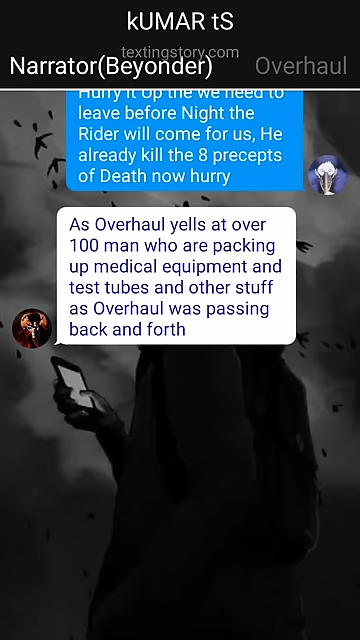 kUMAR tS
textingstory.com
Narrator(Beyonder) Overhaul
Hurry it Up the we need to
leave before Night the
Rider will come for us, He
already kill the 8 precepts
of Death now hurry
As Overhaul yells at over
100 man who are packing
up medical equipment and
test tubes and other stuff
as Overhaul was passing
back and forth